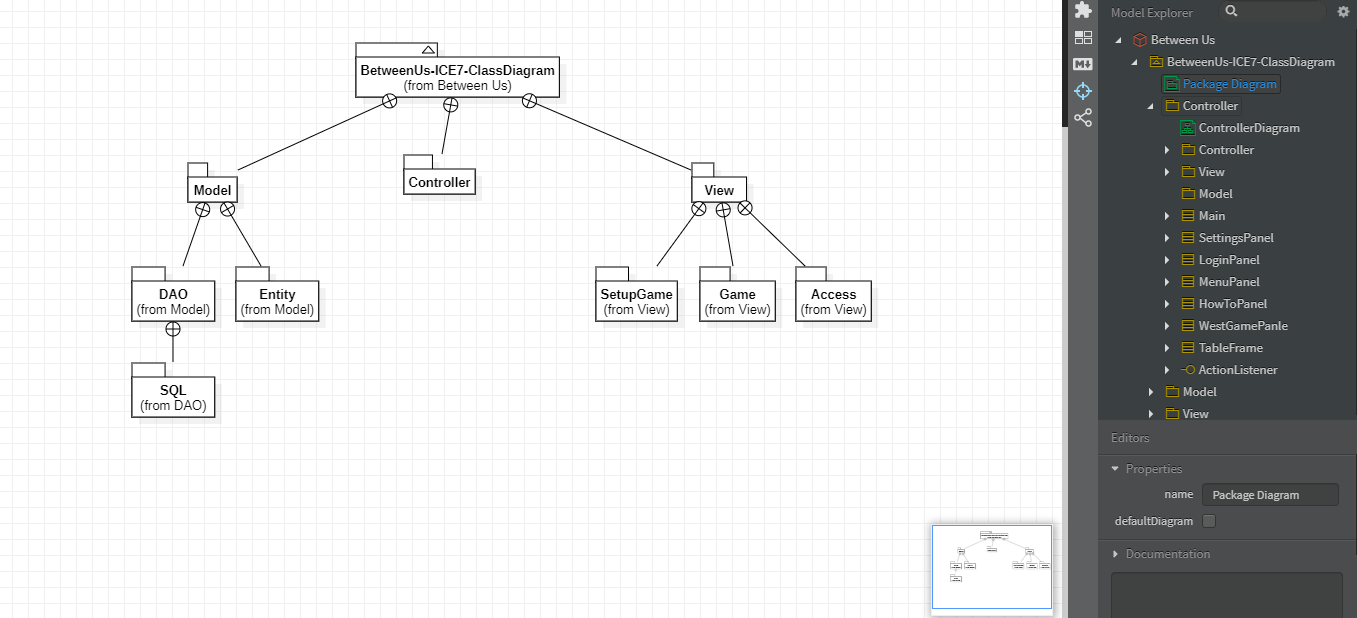 BetweenUs-ICE7-ClassDiagram
(from Between Us)
Model
Controller
View
DAO
(from Model)
Entity
(from Model)
SetupGame
(from View)
Game
(from View)
Access
(from View)
SQL
(from DAO)
M
Model Explorer
Between Us
BetweenUs-ICE7-ClassDiagram
Package Diagram
Controller
ControllerDiagram
Controller
View
Model
Main
SettingsPanel
LoginPanel
MenuPanel
HowToPanel
WestGamePanle
TableFrame
ActionListener
Model
View
Editors
Properties
name
Package Diagram
defaultDiagram
Documentation